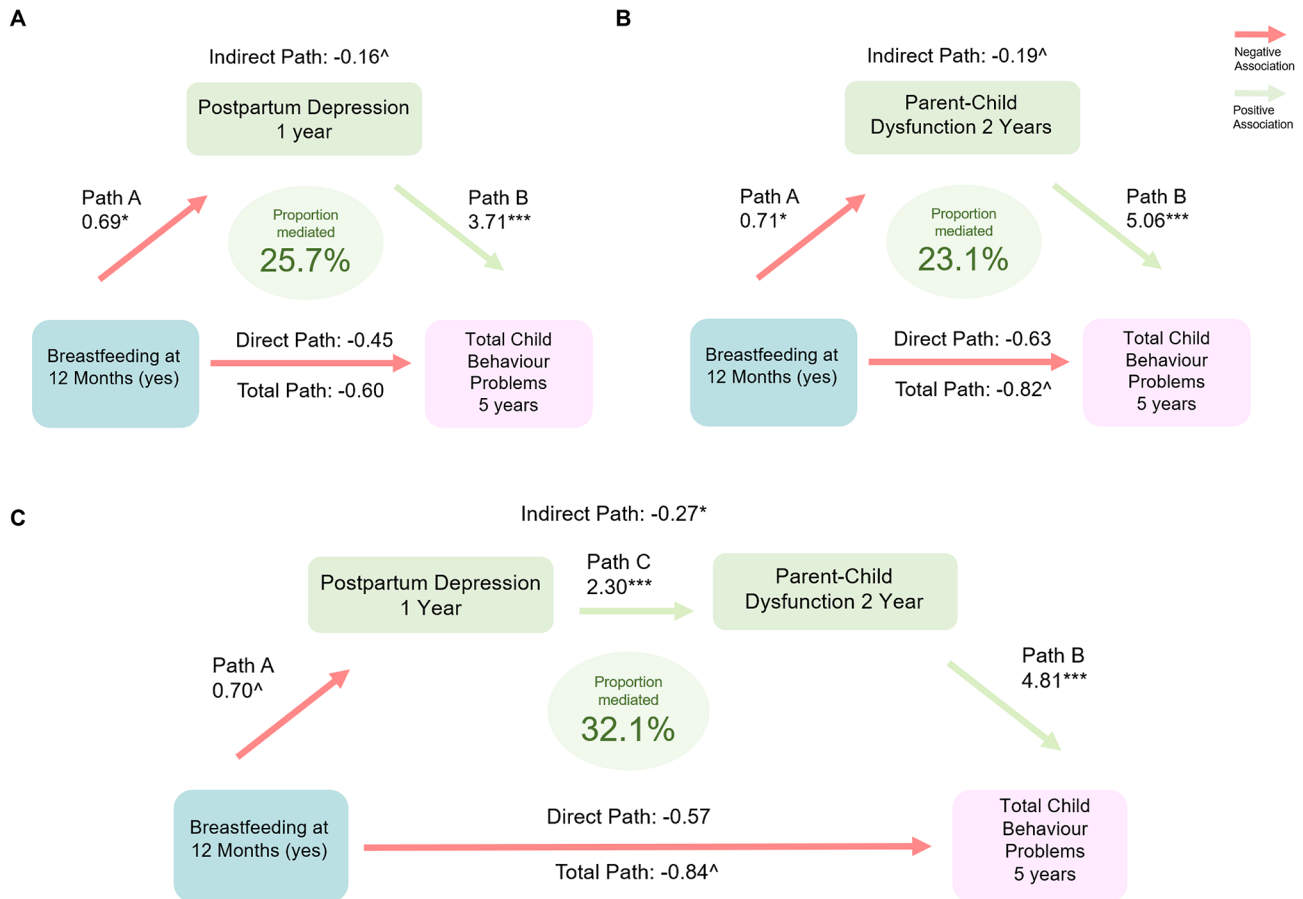 A
Indirect Path: -0.16^
Postpartum Depression
1 year
Path A
0.69*
Path B
3.71***
Proportion
mediated
25.7%
Breastfeeding at
12 Months (yes)
Direct Path: -0.45
Total Path: -0.60
Total Child
Behaviour
Problems
5 years
B
Indirect Path: -0.19^
Parent-Child
Dysfunction 2 Years
Path A
0.71*
Path B
5.06***
Proportion
mediated
23.1%
Breastfeeding at
12 Months (yes)
Direct Path: -0.63
Total Path: -0.82^
Total Child
Behaviour
Problems
5 years
Negative
Association
Positive
Association
C
Indirect Path: -0.27*
Postpartum Depression
1 Year
Path C
2.30***
Parent-Child
Dysfunction 2 Year
Path A
0.70^
Path B
4.81***
Proportion
mediated
32.1%
Breastfeeding at
12 Months (yes)
Direct Path: -0.57
Total Path: -0.84^
Total Child
Behaviour
Problems
5 years